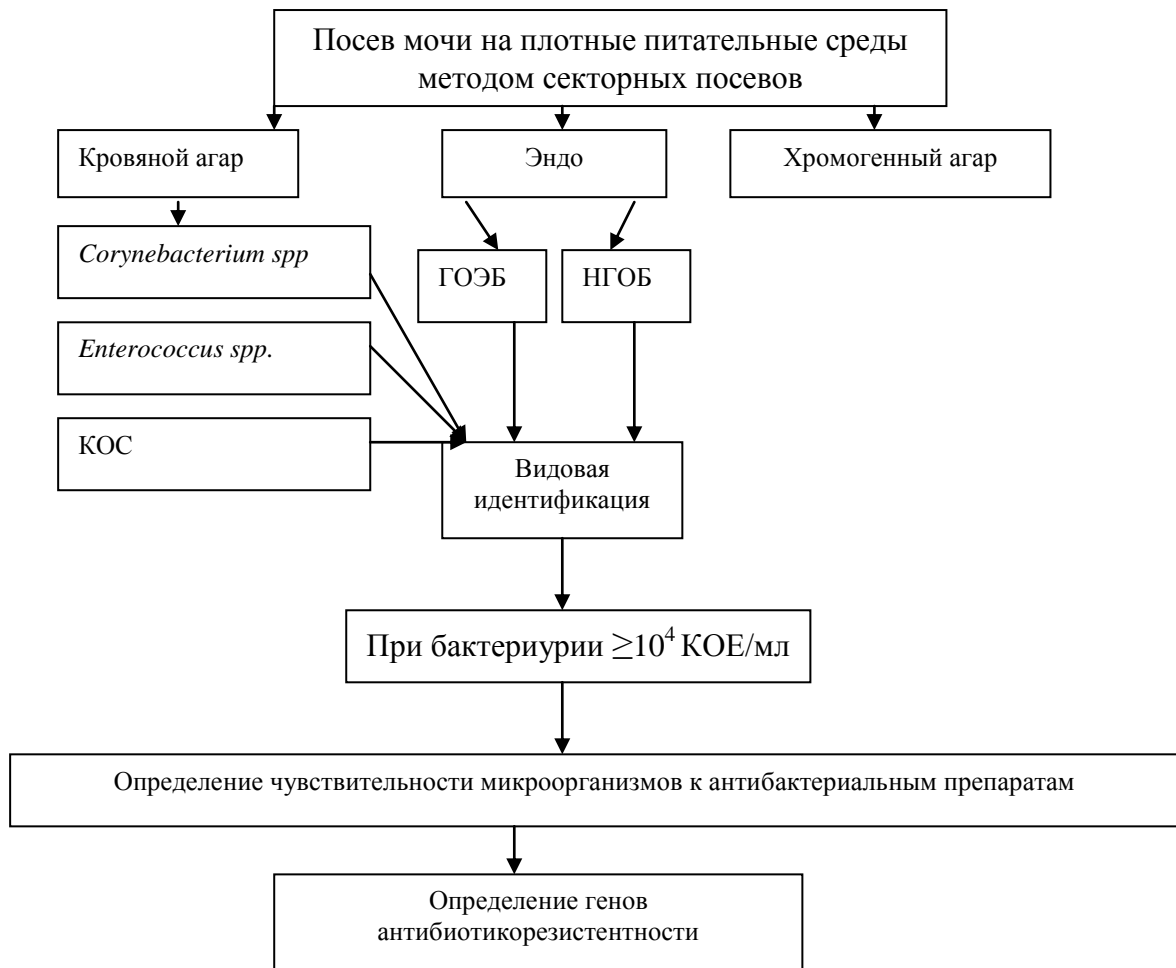 Посев мочи на плотные питательные среды
методом секторных посевов
Кровяной агар
Эндо
Хромогенный агар
Corynebacterium spp
ГОЭБ
НГОБ
Enterococcus spp.
КОС
Видовая
идентификация
При бактериурии ≥10⁴ КОЕ/мл
Определение чувствительности микроорганизмов к антибактериальным препаратам
Определение генов
антибиотикорезистентности